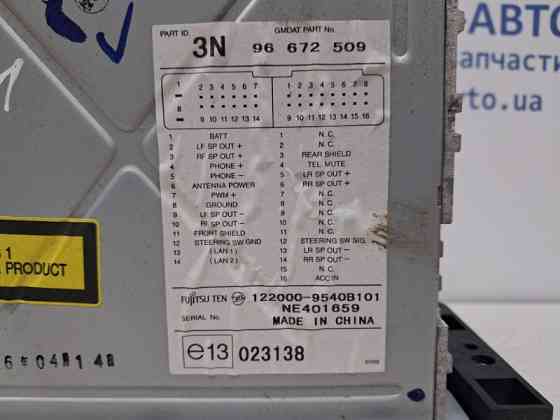 PART ID GMDAT PART No.
3N 96 672 509
1 2 3 4 5 6 7 1 2 3 4 5 6 7 8
8 9 10 11 12 13 14 9 10 11 12 13 14 15 16
1 BATT
2 LF SP OUT +
3 RF SP OUT +
4 PHONE +
5 PHONE −
6 ANTENNA POWER
7 PWM +
8 GROUND
9 LF SP OUT −
10 RF SP OUT −
11 FRONT SHIELD
12 STEERING SW GND
13 ( LAN 1 )
14 ( LAN 2 )
1 N.C.
2 N.C.
3 REAR SHIELD
4 TEL MUTE
5 LR SP OUT +
6 RR SP OUT +
7 N.C.
8 N.C.
9 N.C.
10 N.C.
11 N.C.
12 STEERING SW SIG.
13 LR SP OUT −
14 RR SP OUT −
15 N.C.
16 ACC IN
FUJITSU TEN 122000-9540B101
NE401659
SERIAL No. MADE IN CHINA
e13 023138
1
PRODUCT
АВТО
запчасти
to.ua